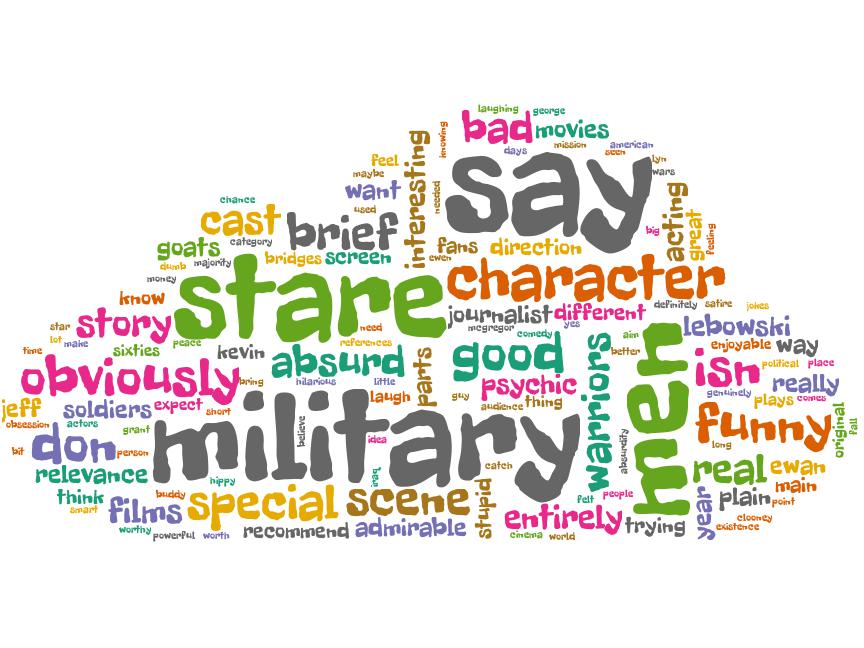 laughing george
bad movies
knowing
days mission american
seen
say
lyn
wars
interesting
feel
maybe
want
needed
used
chance
cast brief
acting
great
feeling
big
goats category
fans direction
ewen
dumb majority bridges screen
stare character
money
know
definitely satire jokes
journalist different
star story
need
mcgregor yes
lebowski
lot make
peace
references
comedy
aim
men
enjoyable way
time
sixties kevin absurd good
warriors
better
isn
political place
obviously
parts
psychic
really
bring hilarious little
genuinely
plays comes
jeff soldiers expect short
laugh
guy
audience thing
funny
original
fall
obsession actors
grant
military
believe
idea
absurdity
long
bit don person
relevance
hippy
iraq
catch
real ewan
think
felt people
main
smart films buddy special scene stupid
year plain point
entirely trying
clooney
existence
worthy powerful worth recommend admirable
cinema world